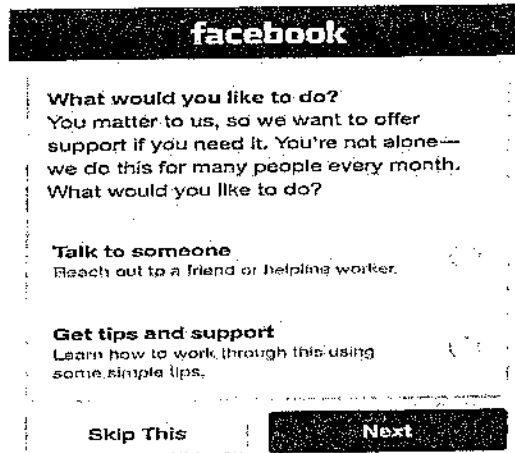 facebook
What would you like to do?
You matter to us, so we want to offer
support if you need it. You're not alone—
we do this for many people every month.
What would you like to do?
Talk to someone
Reach out to a friend or helpline worker.
Get tips and support
Learn how to work through this using
some simple tips.
Skip This
Next